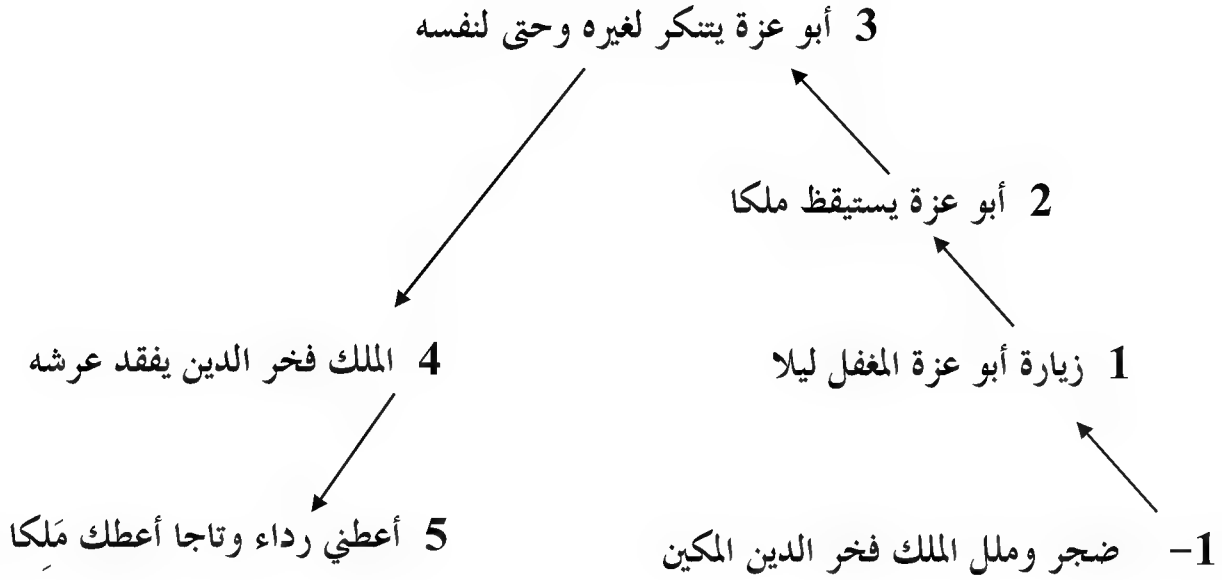 3 أبو عزة يتنكر لغيره وحتى لنفسه
2 أبو عزة يستيقظ ملكا
1 زيارة أبو عزة المغفل ليلا
4 الملك فخر الدين يفقد عرشه
1- ضجر وملل الملك فخر الدين المكين
5 أعطني رداء وتاجا أعطك مَلِكا